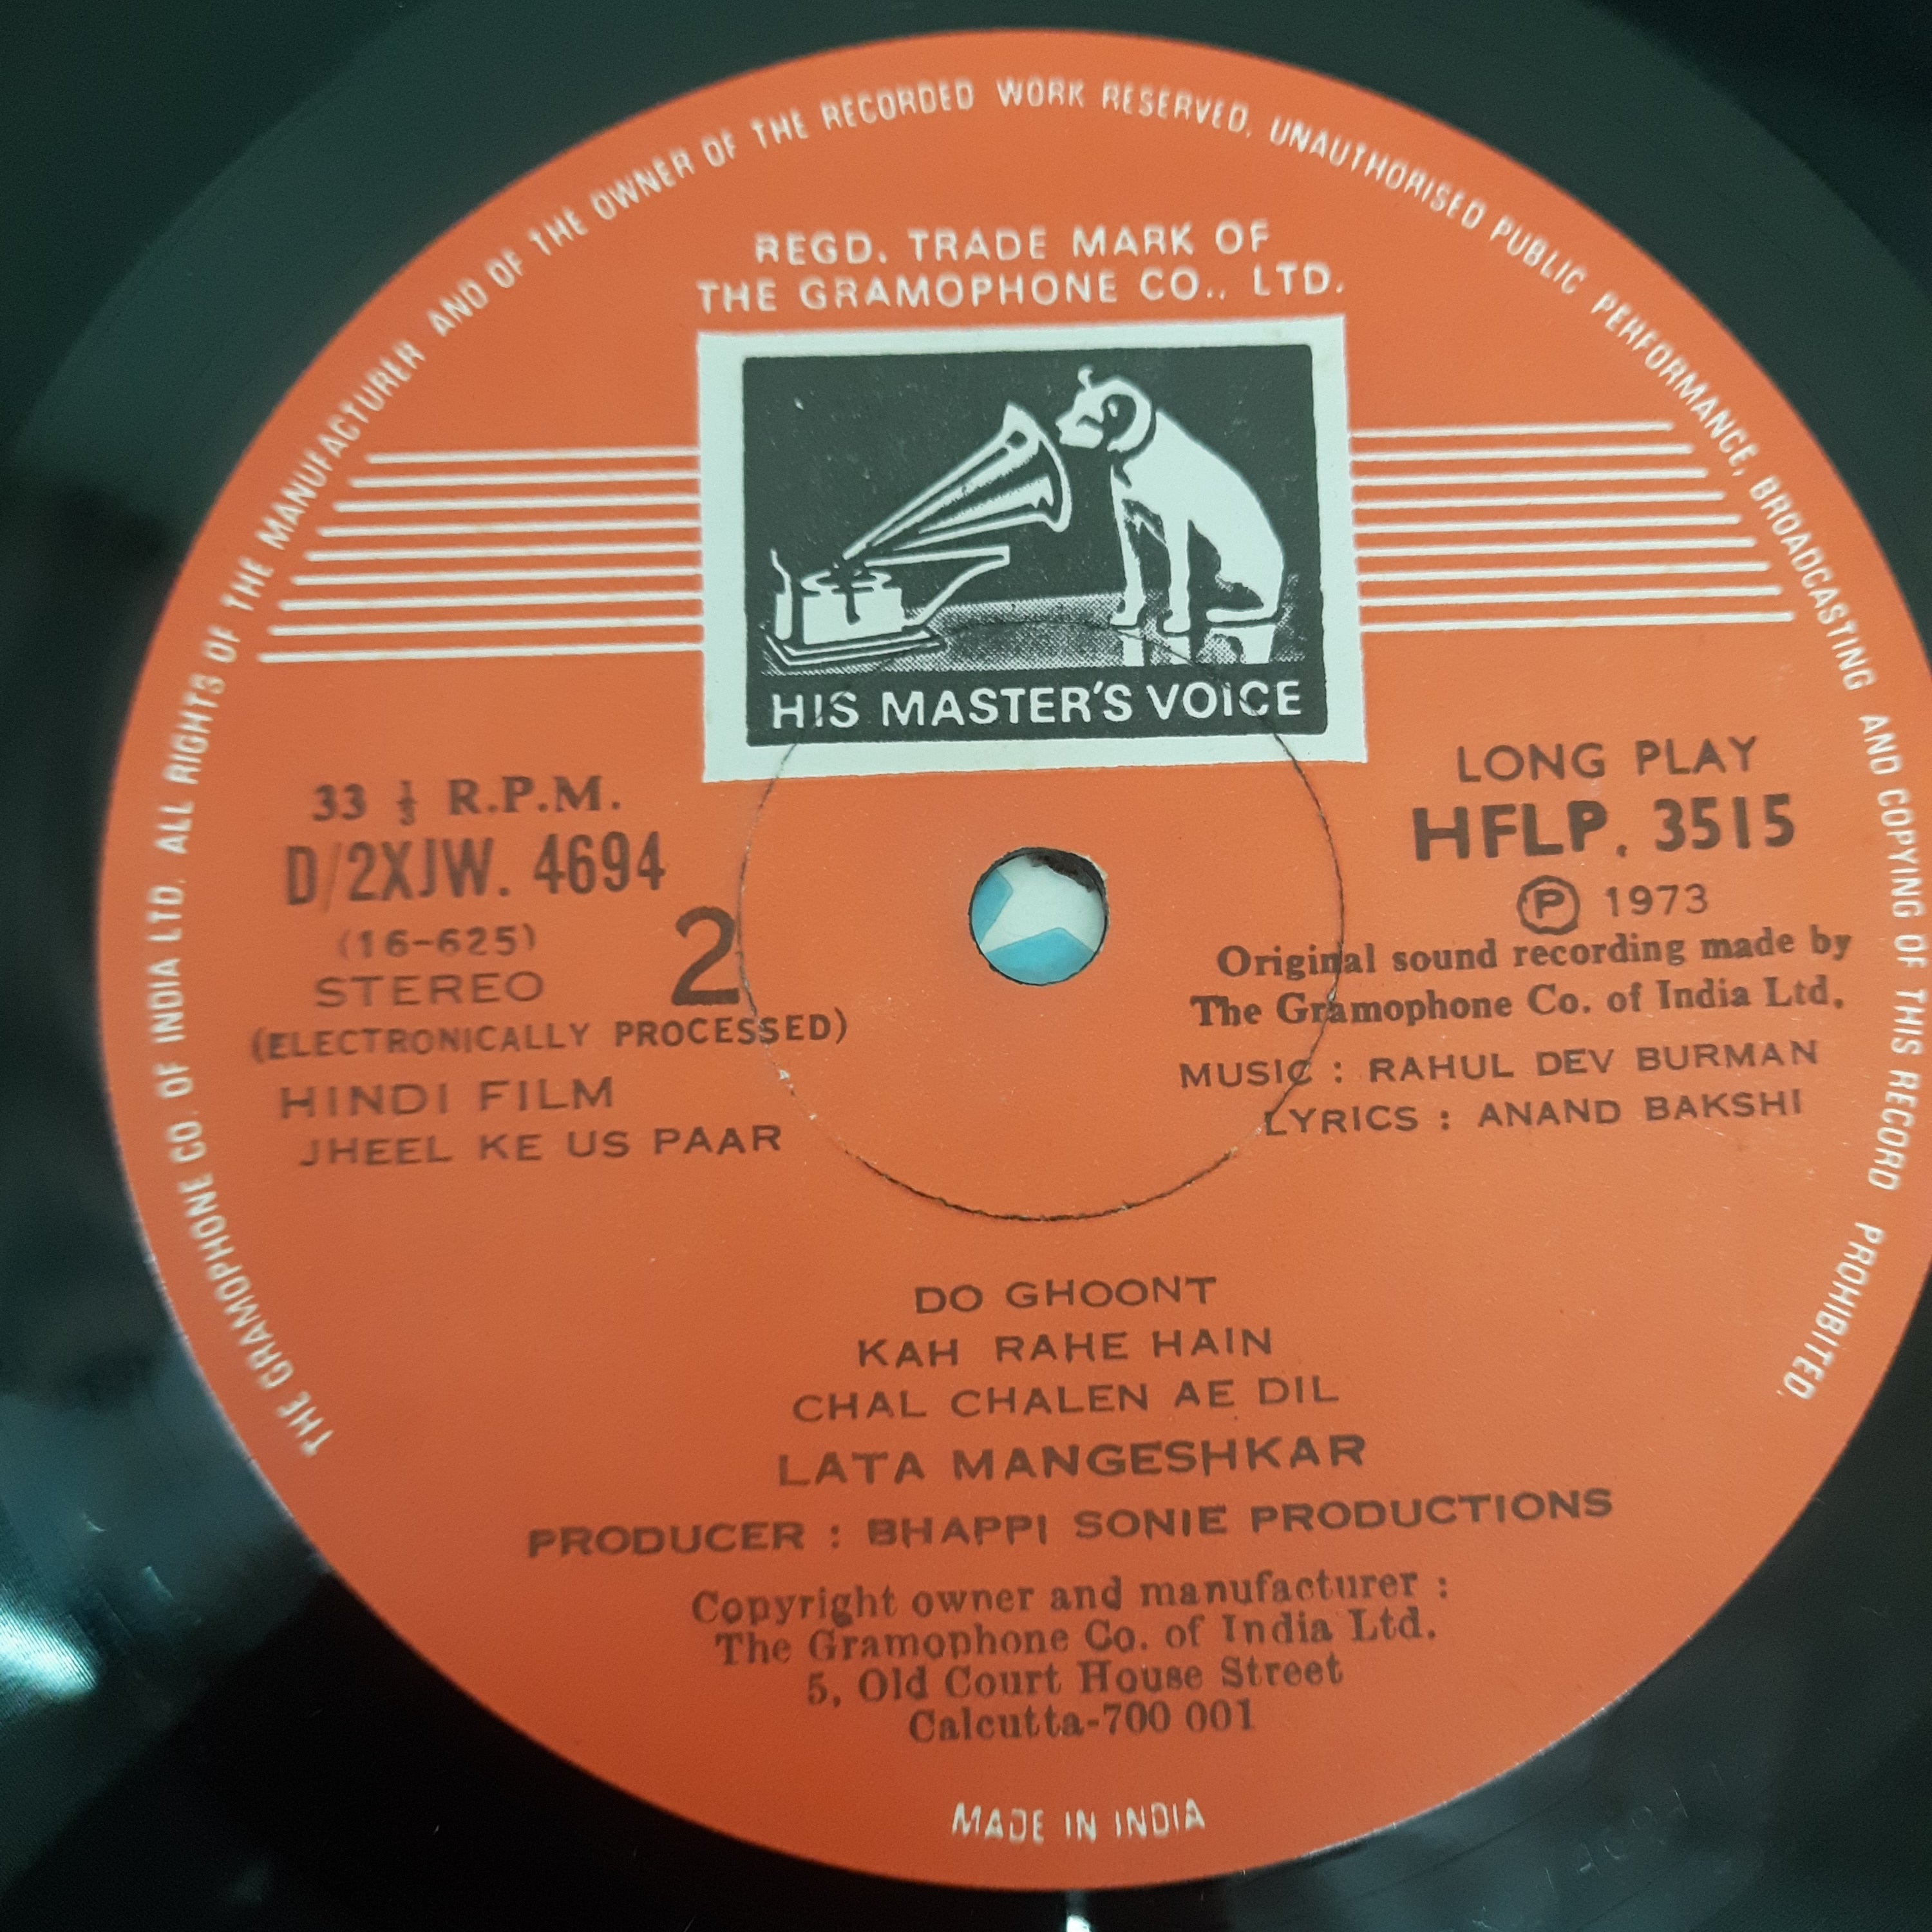 THE GRAMOPHONE CO. OF INDIA LTD. ALL RIGHTS OF THE MANUFACTURER AND OF THE OWNER OF THE RECORDED WORK RESERVED. UNAUTHORISED PUBLIC PERFORMANCE, BROADCASTING AND COPYING OF THIS RECORD PROHIBITED.
REGD. TRADE MARK OF
THE GRAMOPHONE CO., LTD.
HIS MASTER'S VOICE
33 ⅓ R.P.M.
D/2XJW. 4694
(16-625)
STEREO
2
(ELECTRONICALLY PROCESSED)
HINDI FILM
JHEEL KE US PAAR
LONG PLAY
HFLP. 3515
Ⓟ 1973
Original sound recording made by
The Gramophone Co. of India Ltd.
MUSIC : RAHUL DEV BURMAN
LYRICS : ANAND BAKSHI
DO GHOONT
KAH RAHE HAIN
CHAL CHALEN AE DIL
LATA MANGESHKAR
PRODUCER : BHAPPI SONIE PRODUCTIONS
Copyright owner and manufacturer :
The Gramophone Co. of India Ltd.
5, Old Court House Street
Calcutta-700 001
MADE IN INDIA